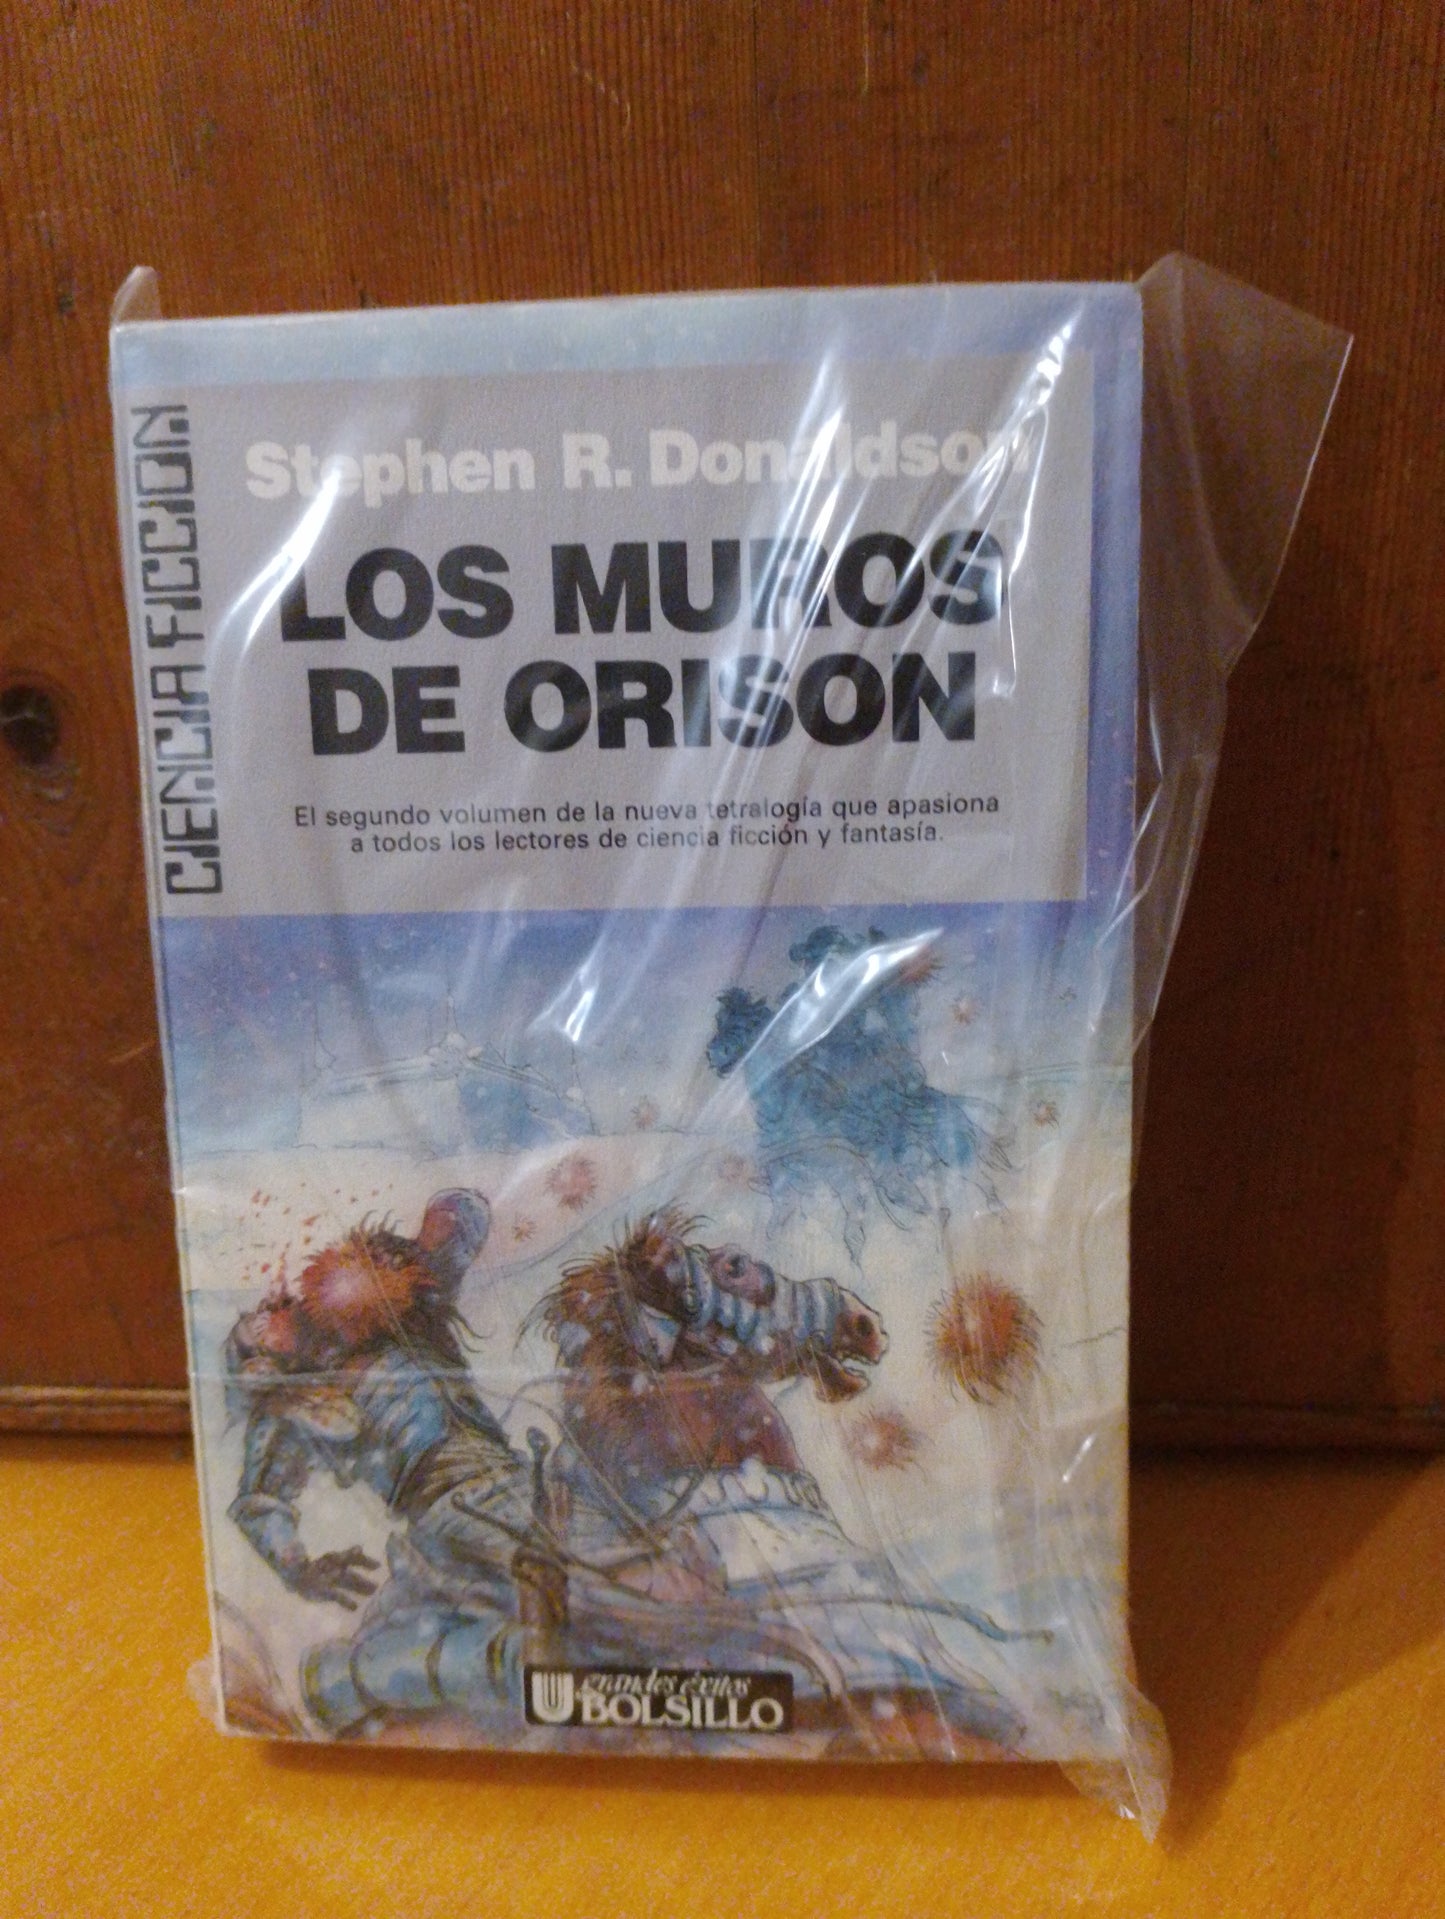 CIENCIA FICCION
Stephen R. Donaldson
LOS MUROS
DE ORISON
El segundo volumen de la nueva tetralogía que apasiona
a todos los lectores de ciencia ficción y fantasía.
U grandes éxitos
BOLSILLO